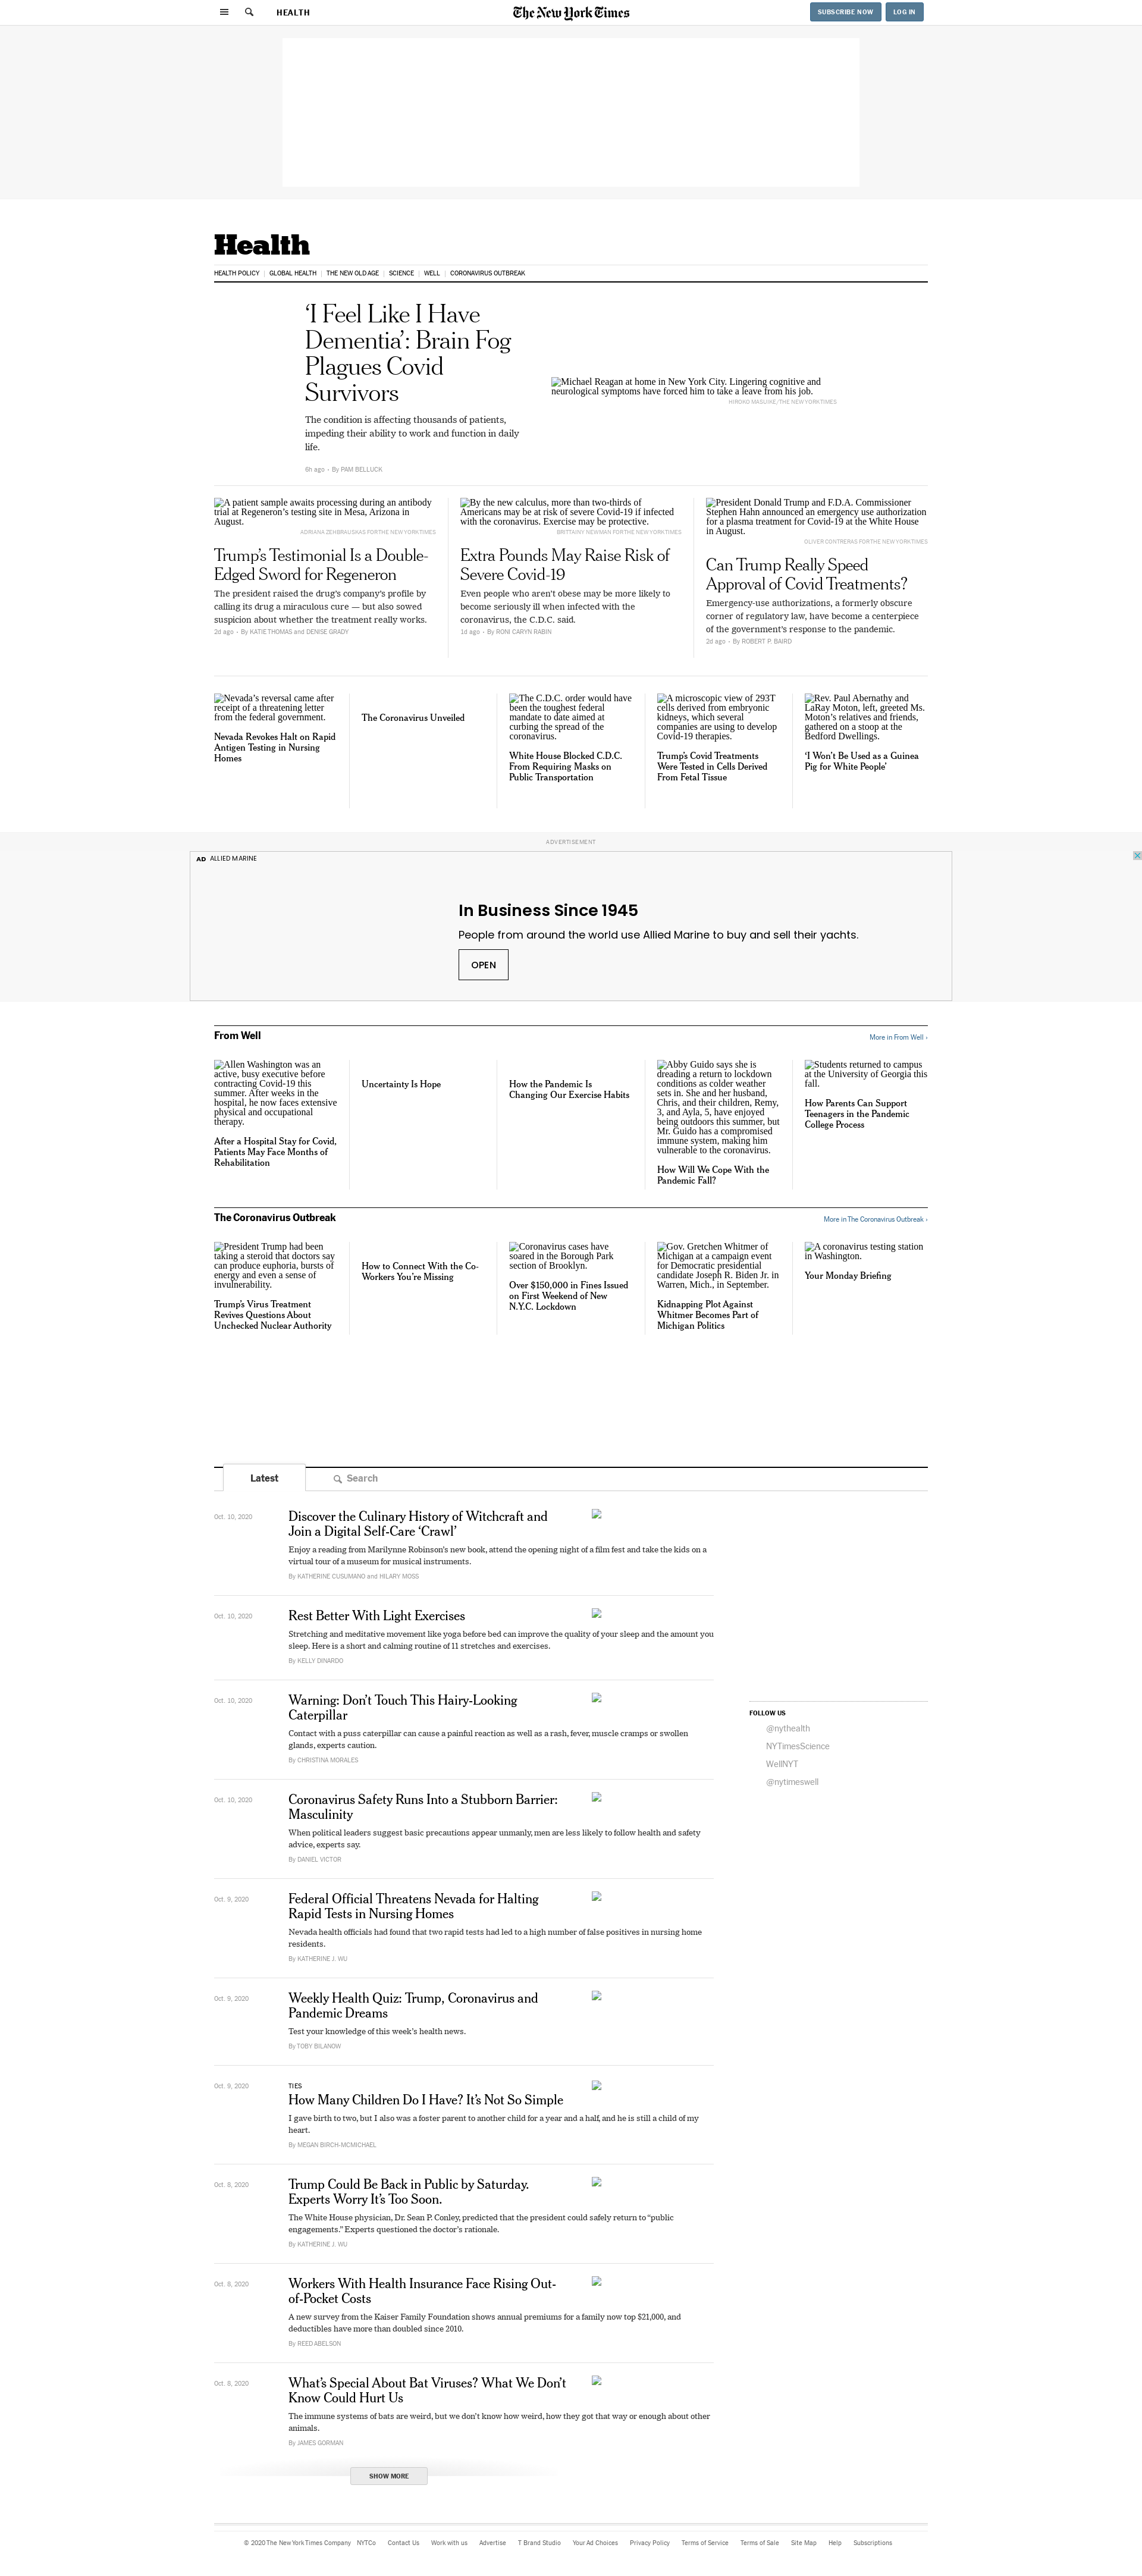 HEALTH
The New York Times
SUBSCRIBE NOW
LOG IN
Health
HEALTH POLICY
GLOBAL HEALTH
THE NEW OLD AGE
SCIENCE
WELL
CORONAVIRUS OUTBREAK
‘I Feel Like I Have
Dementia’: Brain Fog
Plagues Covid
Survivors
The condition is affecting thousands of patients,
impeding their ability to work and function in daily
life.
6h ago - By PAM BELLUCK
Michael Reagan at home in New York City. Lingering cognitive and
neurological symptoms have forced him to take a leave from his job.
HIROKO MASUIKE/THE NEW YORK TIMES
A patient sample awaits processing during an antibody
trial at Regeneron’s testing site in Mesa, Arizona in
August.
ADRIANA ZEHBRAUSKAS FOR THE NEW YORK TIMES
Trump’s Testimonial Is a Double-
Edged Sword for Regeneron
The president raised the drug’s company’s profile by
calling its drug a miraculous cure — but also sowed
suspicion about whether the treatment really works.
2d ago - By KATIE THOMAS and DENISE GRADY
By the new calculus, more than two-thirds of
Americans may be at risk of severe Covid-19 if infected
with the coronavirus. Exercise may be protective.
BRITTAINY NEWMAN FOR THE NEW YORK TIMES
Extra Pounds May Raise Risk of
Severe Covid-19
Even people who aren’t obese may be more likely to
become seriously ill when infected with the
coronavirus, the C.D.C. said.
1d ago - By RONI CARYN RABIN
President Donald Trump and F.D.A. Commissioner
Stephen Hahn announced an emergency use authorization
for a plasma treatment for Covid-19 at the White House
in August.
OLIVER CONTRERAS FOR THE NEW YORK TIMES
Can Trump Really Speed
Approval of Covid Treatments?
Emergency-use authorizations, a formerly obscure
corner of regulatory law, have become a centerpiece
of the government’s response to the pandemic.
2d ago - By ROBERT P. BAIRD
Nevada’s reversal came after
receipt of a threatening letter
from the federal government.
Nevada Revokes Halt on Rapid
Antigen Testing in Nursing
Homes
The Coronavirus Unveiled
The C.D.C. order would have
been the toughest federal
mandate to date aimed at
curbing the spread of the
coronavirus.
White House Blocked C.D.C.
From Requiring Masks on
Public Transportation
A microscopic view of 293T
cells derived from embryonic
kidneys, which several
companies are using to develop
Covid-19 therapies.
Trump’s Covid Treatments
Were Tested in Cells Derived
From Fetal Tissue
Rev. Paul Abernathy and
LaRay Moton, left, greeted Ms.
Moton’s relatives and friends,
gathered on a stoop at the
Bedford Dwellings.
‘I Won’t Be Used as a Guinea
Pig for White People’
ADVERTISEMENT
AD ALLIED MARINE
In Business Since 1945
People from around the world use Allied Marine to buy and sell their yachts.
OPEN
From Well
More in From Well ›
Allen Washington was an
active, busy executive before
contracting Covid-19 this
summer. After weeks in the
hospital, he now faces extensive
physical and occupational
therapy.
After a Hospital Stay for Covid,
Patients May Face Months of
Rehabilitation
Uncertainty Is Hope
How the Pandemic Is
Changing Our Exercise Habits
Abby Guido says she is
dreading a return to lockdown
conditions as colder weather
sets in. She and her husband,
Chris, and their children, Remy,
3, and Ayla, 5, have enjoyed
being outdoors this summer, but
Mr. Guido has a compromised
immune system, making him
vulnerable to the coronavirus.
How Will We Cope With the
Pandemic Fall?
Students returned to campus
at the University of Georgia this
fall.
How Parents Can Support
Teenagers in the Pandemic
College Process
The Coronavirus Outbreak
More in The Coronavirus Outbreak ›
President Trump had been
taking a steroid that doctors say
can produce euphoria, bursts of
energy and even a sense of
invulnerability.
Trump’s Virus Treatment
Revives Questions About
Unchecked Nuclear Authority
How to Connect With the Co-
Workers You’re Missing
Coronavirus cases have
soared in the Borough Park
section of Brooklyn.
Over $150,000 in Fines Issued
on First Weekend of New
N.Y.C. Lockdown
Gov. Gretchen Whitmer of
Michigan at a campaign event
for Democratic presidential
candidate Joseph R. Biden Jr. in
Warren, Mich., in September.
Kidnapping Plot Against
Whitmer Becomes Part of
Michigan Politics
A coronavirus testing station
in Washington.
Your Monday Briefing
Latest
Search
Oct. 10, 2020
Discover the Culinary History of Witchcraft and
Join a Digital Self-Care ‘Crawl’
Enjoy a reading from Marilynne Robinson’s new book, attend the opening night of a film fest and take the kids on a
virtual tour of a museum for musical instruments.
By KATHERINE CUSUMANO and HILARY MOSS
Oct. 10, 2020
Rest Better With Light Exercises
Stretching and meditative movement like yoga before bed can improve the quality of your sleep and the amount you
sleep. Here is a short and calming routine of 11 stretches and exercises.
By KELLY DINARDO
Oct. 10, 2020
Warning: Don’t Touch This Hairy-Looking
Caterpillar
Contact with a puss caterpillar can cause a painful reaction as well as a rash, fever, muscle cramps or swollen
glands, experts caution.
By CHRISTINA MORALES
FOLLOW US
@nythealth
NYTimesScience
WellNYT
@nytimeswell
Oct. 10, 2020
Coronavirus Safety Runs Into a Stubborn Barrier:
Masculinity
When political leaders suggest basic precautions appear unmanly, men are less likely to follow health and safety
advice, experts say.
By DANIEL VICTOR
Oct. 9, 2020
Federal Official Threatens Nevada for Halting
Rapid Tests in Nursing Homes
Nevada health officials had found that two rapid tests had led to a high number of false positives in nursing home
residents.
By KATHERINE J. WU
Oct. 9, 2020
Weekly Health Quiz: Trump, Coronavirus and
Pandemic Dreams
Test your knowledge of this week’s health news.
By TOBY BILANOW
Oct. 9, 2020
TIES
How Many Children Do I Have? It’s Not So Simple
I gave birth to two, but I also was a foster parent to another child for a year and a half, and he is still a child of my
heart.
By MEGAN BIRCH-MCMICHAEL
Oct. 8, 2020
Trump Could Be Back in Public by Saturday.
Experts Worry It’s Too Soon.
The White House physician, Dr. Sean P. Conley, predicted that the president could safely return to “public
engagements.” Experts questioned the doctor’s rationale.
By KATHERINE J. WU
Oct. 8, 2020
Workers With Health Insurance Face Rising Out-
of-Pocket Costs
A new survey from the Kaiser Family Foundation shows annual premiums for a family now top $21,000, and
deductibles have more than doubled since 2010.
By REED ABELSON
Oct. 8, 2020
What’s Special About Bat Viruses? What We Don’t
Know Could Hurt Us
The immune systems of bats are weird, but we don’t know how weird, how they got that way or enough about other
animals.
By JAMES GORMAN
SHOW MORE
© 2020 The New York Times Company NYTCo Contact Us Work with us Advertise T Brand Studio Your Ad Choices Privacy Policy Terms of Service Terms of Sale Site Map Help Subscriptions